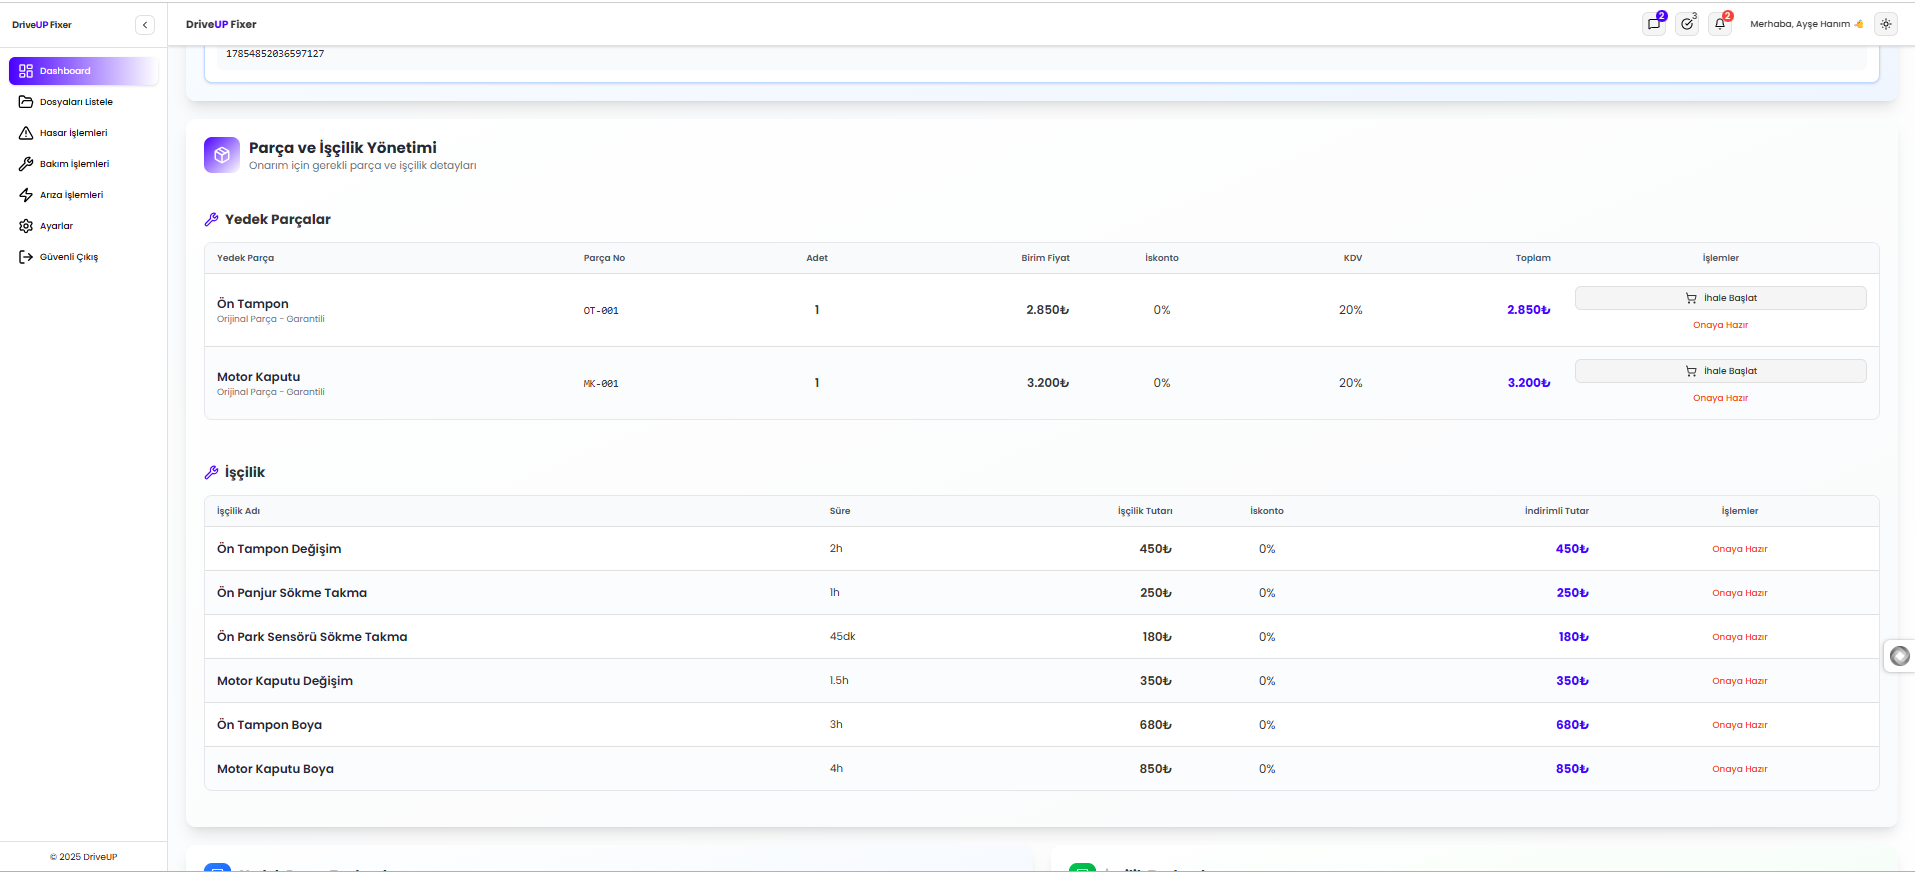 DriveUP Fixer
DriveUP Fixer
2
3
2
Merhaba, Ayşe Hanım
Dashboard
Dosyaları Listele
Hasar İşlemleri
Bakım İşlemleri
Arıza İşlemleri
Ayarlar
Güvenli Çıkış
© 2025 DriveUP
17854852036597127
Parça ve İşçilik Yönetimi
Onarım için gerekli parça ve işçilik detayları
Yedek Parçalar
Yedek Parça Parça No Adet Birim Fiyat İskonto KDV Toplam İşlemler
Ön Tampon OT-001 1 2.850₺ 0% 20% 2.850₺ İhale Başlat
Orijinal Parça - Garantili Onaya Hazır
Motor Kaputu MK-001 1 3.200₺ 0% 20% 3.200₺ İhale Başlat
Orijinal Parça - Garantili Onaya Hazır
İşçilik
İşçilik Adı Süre İşçilik Tutarı İskonto İndirimli Tutar İşlemler
Ön Tampon Değişim 2h 450₺ 0% 450₺ Onaya Hazır
Ön Panjur Sökme Takma 1h 250₺ 0% 250₺ Onaya Hazır
Ön Park Sensörü Sökme Takma 45dk 180₺ 0% 180₺ Onaya Hazır
Motor Kaputu Değişim 1.5h 350₺ 0% 350₺ Onaya Hazır
Ön Tampon Boya 3h 680₺ 0% 680₺ Onaya Hazır
Motor Kaputu Boya 4h 850₺ 0% 850₺ Onaya Hazır